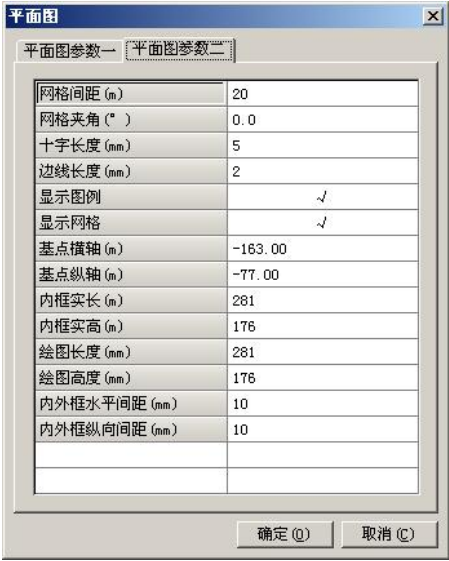 平面图
平面图参数一 平面图参数二
网格间距(m) 20
网格夹角(° ) 0.0
十字长度(mm) 5
边线长度(mm) 2
显示图例 √
显示网格 √
基点横轴(m) -163.00
基点纵轴(m) -77.00
内框实长(m) 281
内框实高(m) 176
绘图长度(mm) 281
绘图高度(mm) 176
内外框水平间距(mm) 10
内外框纵向间距(mm) 10
确定(O) 取消(C)